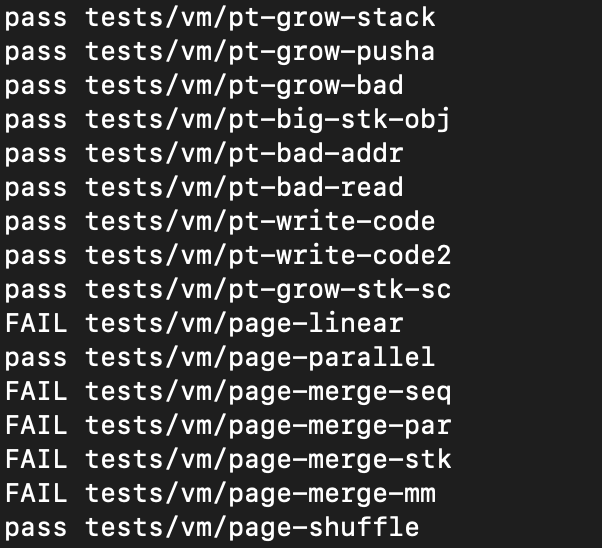 pass tests/vm/pt-grow-stack
pass tests/vm/pt-grow-pusha
pass tests/vm/pt-grow-bad
pass tests/vm/pt-big-stk-obj
pass tests/vm/pt-bad-addr
pass tests/vm/pt-bad-read
pass tests/vm/pt-write-code
pass tests/vm/pt-write-code2
pass tests/vm/pt-grow-stk-sc
FAIL tests/vm/page-linear
pass tests/vm/page-parallel
FAIL tests/vm/page-merge-seq
FAIL tests/vm/page-merge-par
FAIL tests/vm/page-merge-stk
FAIL tests/vm/page-merge-mm
pass tests/vm/page-shuffle